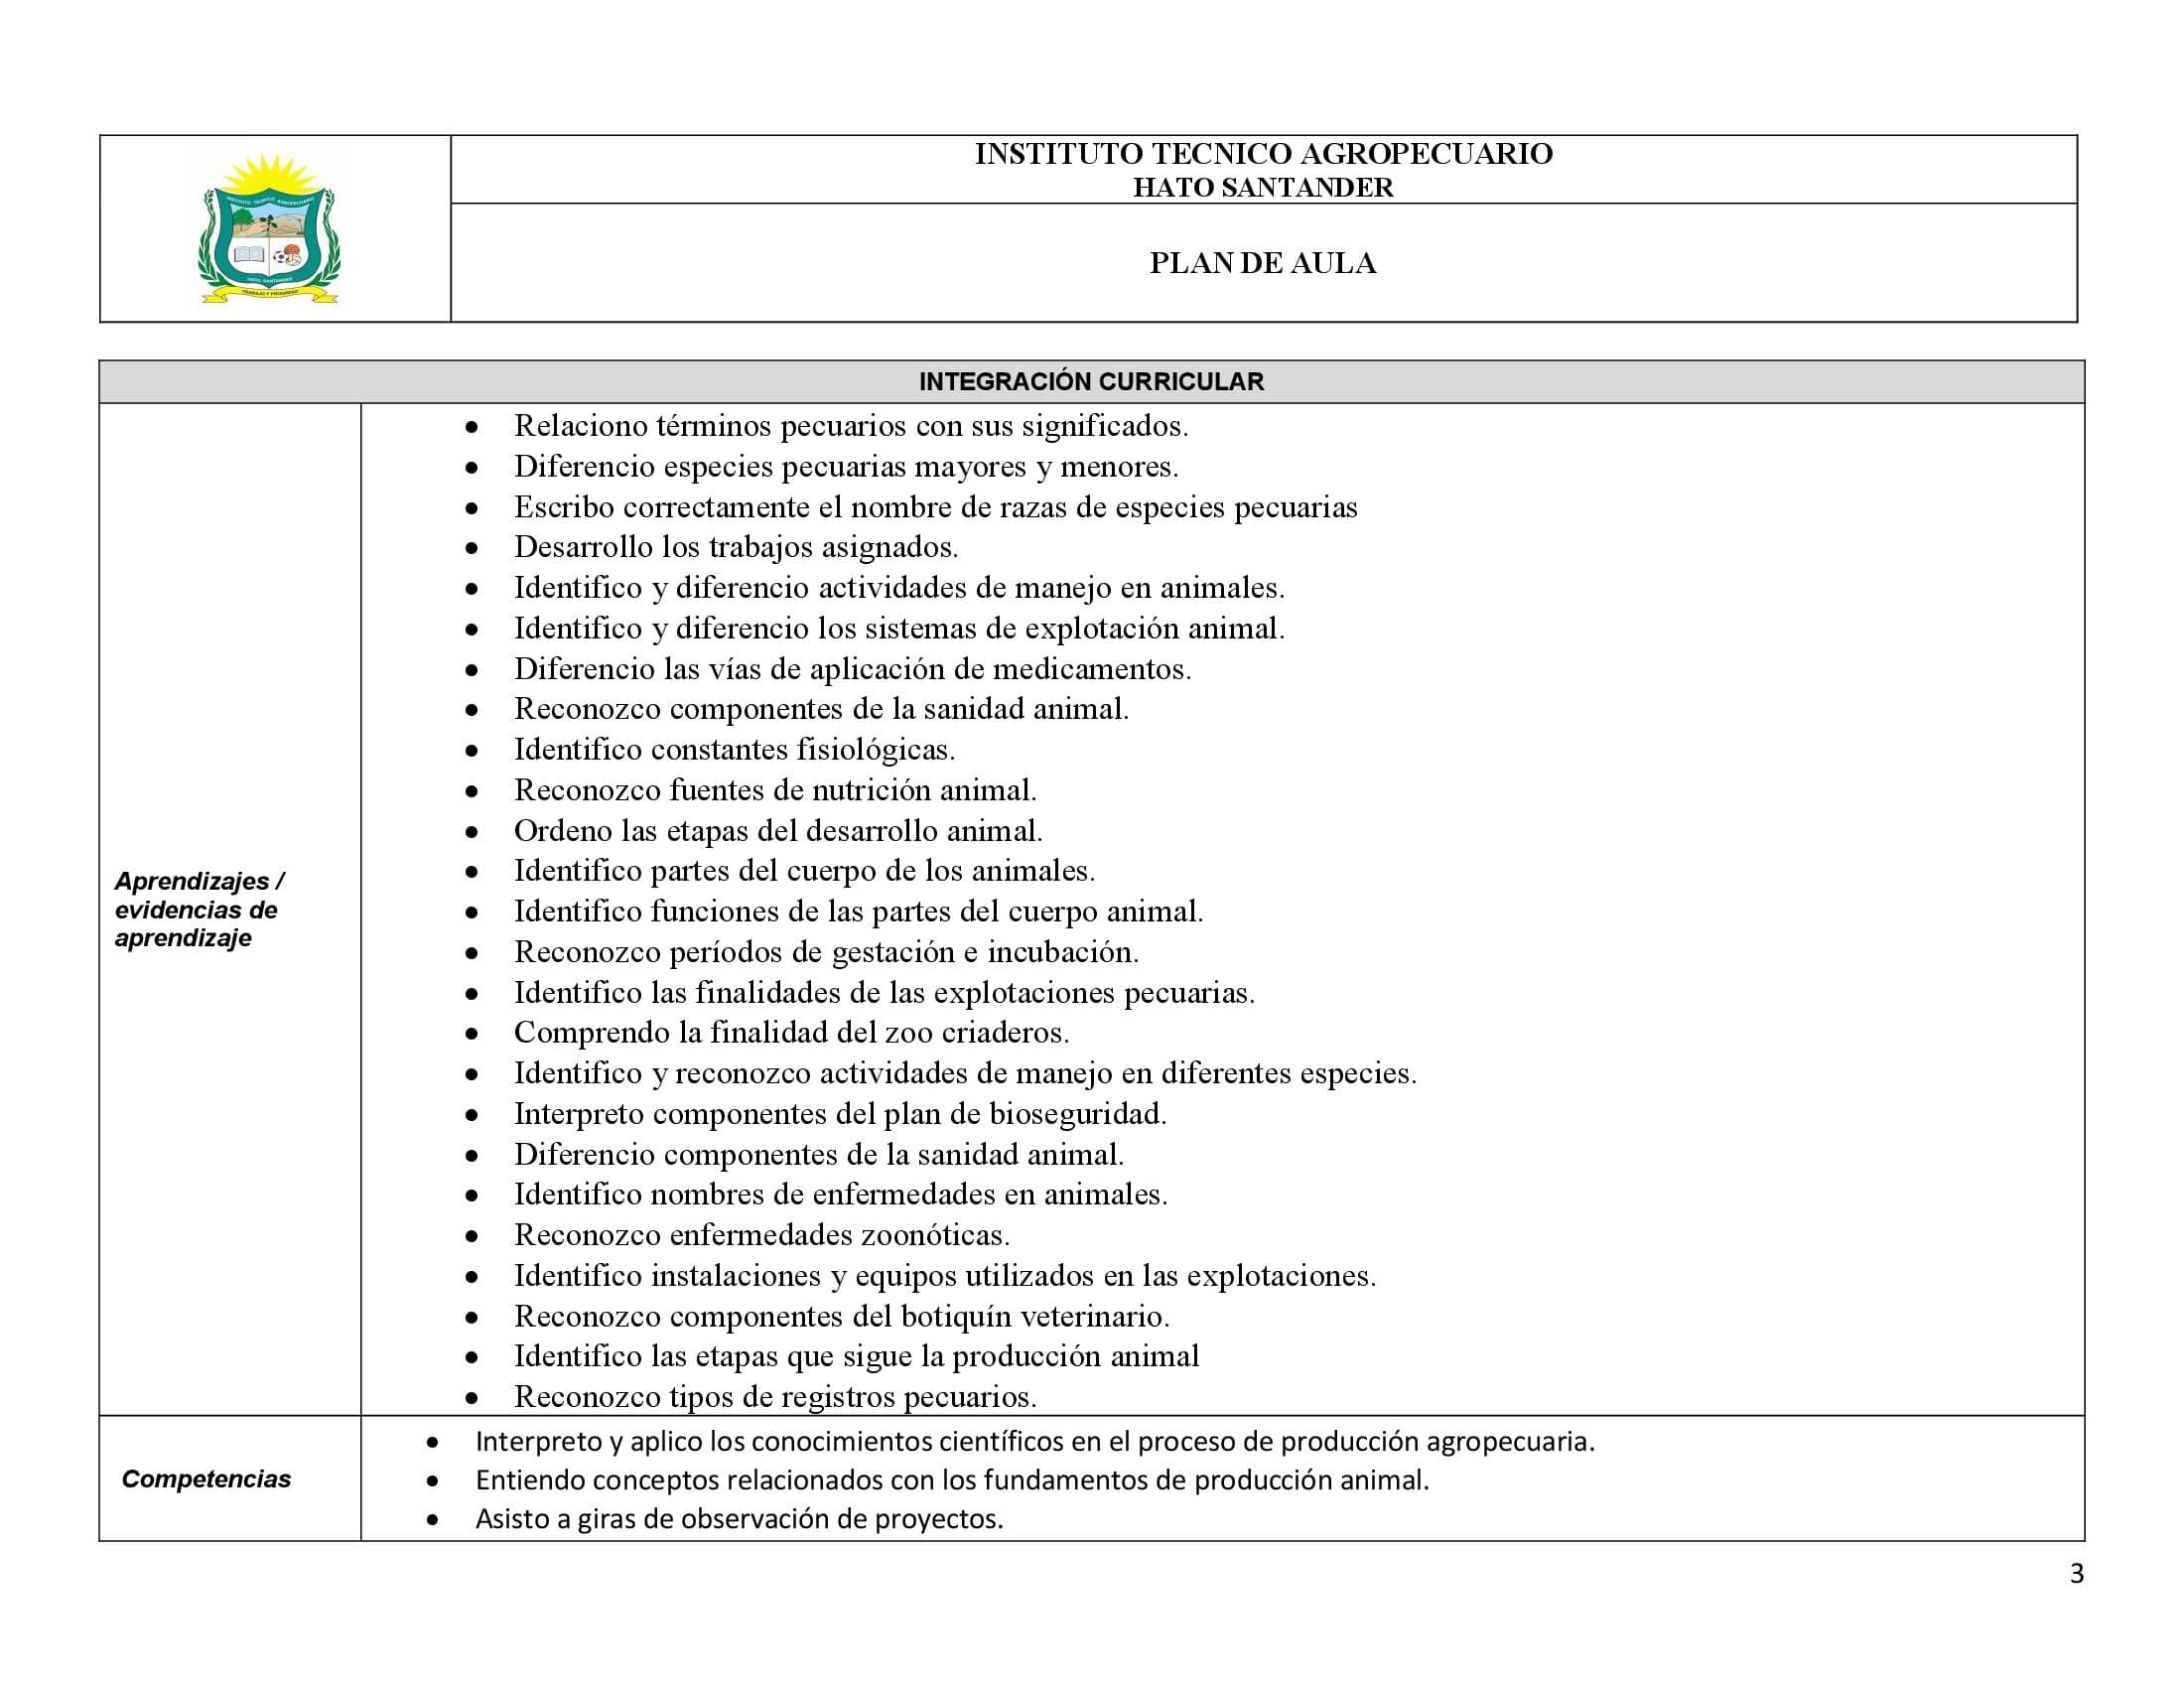 INSTITUTO TECNICO AGROPECUARIO
HATO SANTANDER
PLAN DE AULA
INSTITUTO TECNICO AGROPECUARIO
HATO SANTANDER
TRABAJO Y PROGRESO
INTEGRACIÓN CURRICULAR
Aprendizajes /
evidencias de
aprendizaje
• Relaciono términos pecuarios con sus significados.
• Diferencio especies pecuarias mayores y menores.
• Escribo correctamente el nombre de razas de especies pecuarias
• Desarrollo los trabajos asignados.
• Identifico y diferencio actividades de manejo en animales.
• Identifico y diferencio los sistemas de explotación animal.
• Diferencio las vías de aplicación de medicamentos.
• Reconozco componentes de la sanidad animal.
• Identifico constantes fisiológicas.
• Reconozco fuentes de nutrición animal.
• Ordeno las etapas del desarrollo animal.
• Identifico partes del cuerpo de los animales.
• Identifico funciones de las partes del cuerpo animal.
• Reconozco períodos de gestación e incubación.
• Identifico las finalidades de las explotaciones pecuarias.
• Comprendo la finalidad del zoo criaderos.
• Identifico y reconozco actividades de manejo en diferentes especies.
• Interpreto componentes del plan de bioseguridad.
• Diferencio componentes de la sanidad animal.
• Identifico nombres de enfermedades en animales.
• Reconozco enfermedades zoonóticas.
• Identifico instalaciones y equipos utilizados en las explotaciones.
• Reconozco componentes del botiquín veterinario.
• Identifico las etapas que sigue la producción animal
• Reconozco tipos de registros pecuarios.
Competencias
• Interpreto y aplico los conocimientos científicos en el proceso de producción agropecuaria.
• Entiendo conceptos relacionados con los fundamentos de producción animal.
• Asisto a giras de observación de proyectos.
3